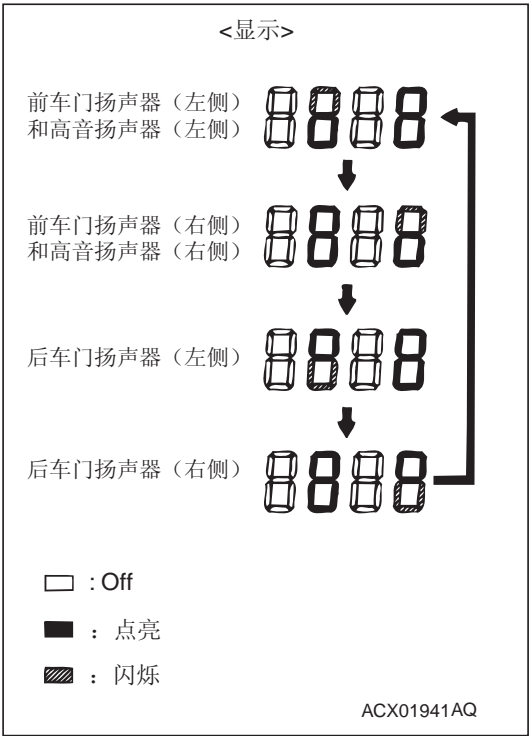 <显示>
前车门扬声器（左侧）
和高音扬声器（左侧）
前车门扬声器（右侧）
和高音扬声器（右侧）
后车门扬声器（左侧）
后车门扬声器（右侧）
: Off
：点亮
：闪烁
ACX01941AQ